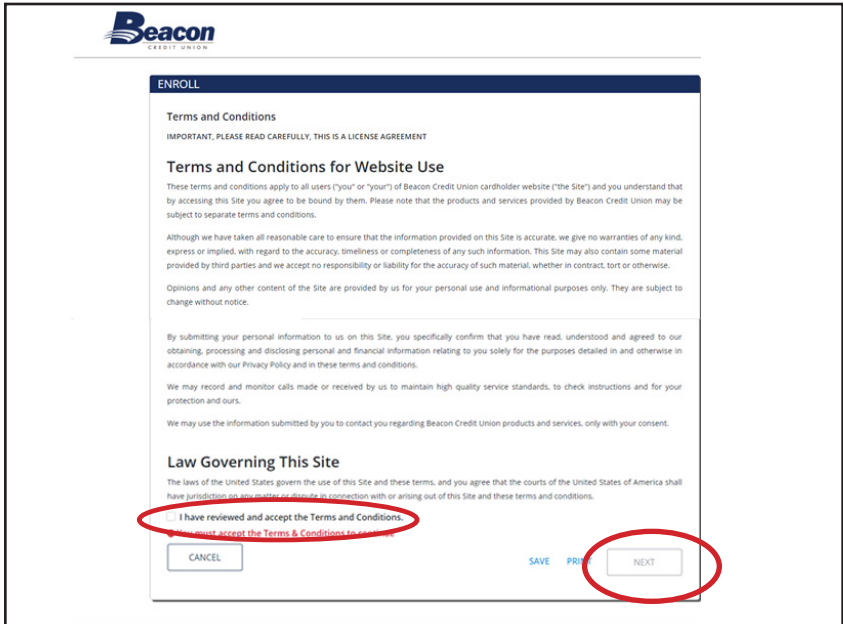 Beacon
CREDIT UNION
ENROLL
Terms and Conditions
IMPORTANT, PLEASE READ CAREFULLY, THIS IS A LICENSE AGREEMENT
Terms and Conditions for Website Use
These terms and conditions apply to all users ("you" or "your") of Beacon Credit Union cardholder website ("the Site") and you understand that
by accessing this Site you agree to be bound by them. Please note that the products and services provided by Beacon Credit Union may be
subject to separate terms and conditions.
Although we have taken all reasonable care to ensure that the information provided on this Site is accurate, we give no warranties of any kind,
express or implied, with regard to the accuracy, timeliness or completeness of any such information. This Site may also contain some material
provided by third parties and we accept no responsibility or liability for the accuracy of such material, whether in contract, tort or otherwise.
Opinions and any other content of the Site are provided by us for your personal use and informational purposes only. They are subject to
change without notice.
By submitting your personal information to us on this Site, you specifically confirm that you have read, understood and agreed to our
obtaining, processing and disclosing personal and financial information relating to you solely for the purposes detailed in and otherwise in
accordance with our Privacy Policy and in these terms and conditions.
We may record and monitor calls made or received by us to maintain high quality service standards, to check instructions and for your
protection and ours.
We may use the information submitted by you to contact you regarding Beacon Credit Union products and services, only with your consent.
Law Governing This Site
The laws of the United States govern the use of this Site and these terms, and you agree that the courts of the United States of America shall
have jurisdiction on any matter or dispute in connection with or arising out of this Site and these terms and conditions.
I have reviewed and accept the Terms and Conditions.
You must accept the Terms & Conditions to continue
CANCEL
SAVE PRINT NEXT